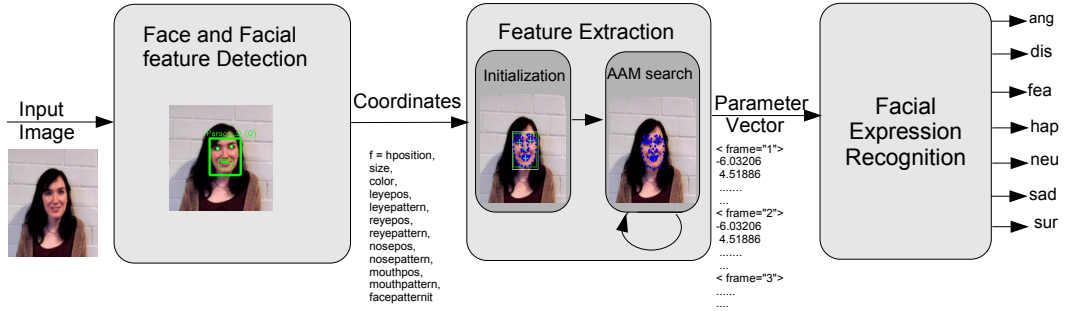 Face and Facial
feature Detection
Input
Image
Coordinates
f = hposition,
size,
color,
leyepos,
leyepattern,
reyepos,
reyepattern,
nosepos,
nosepattern,
mouthpos,
mouthpattern,
facepatternit
Feature Extraction
Initialization
AAM search
Parameter
Vector
< frame="1">
-6.03206
4.51886
.......
...
< frame="2">
-6.03206
4.51886
.......
...
< frame="3">
......
....
Facial
Expression
Recognition
ang
dis
fea
hap
neu
sad
sur